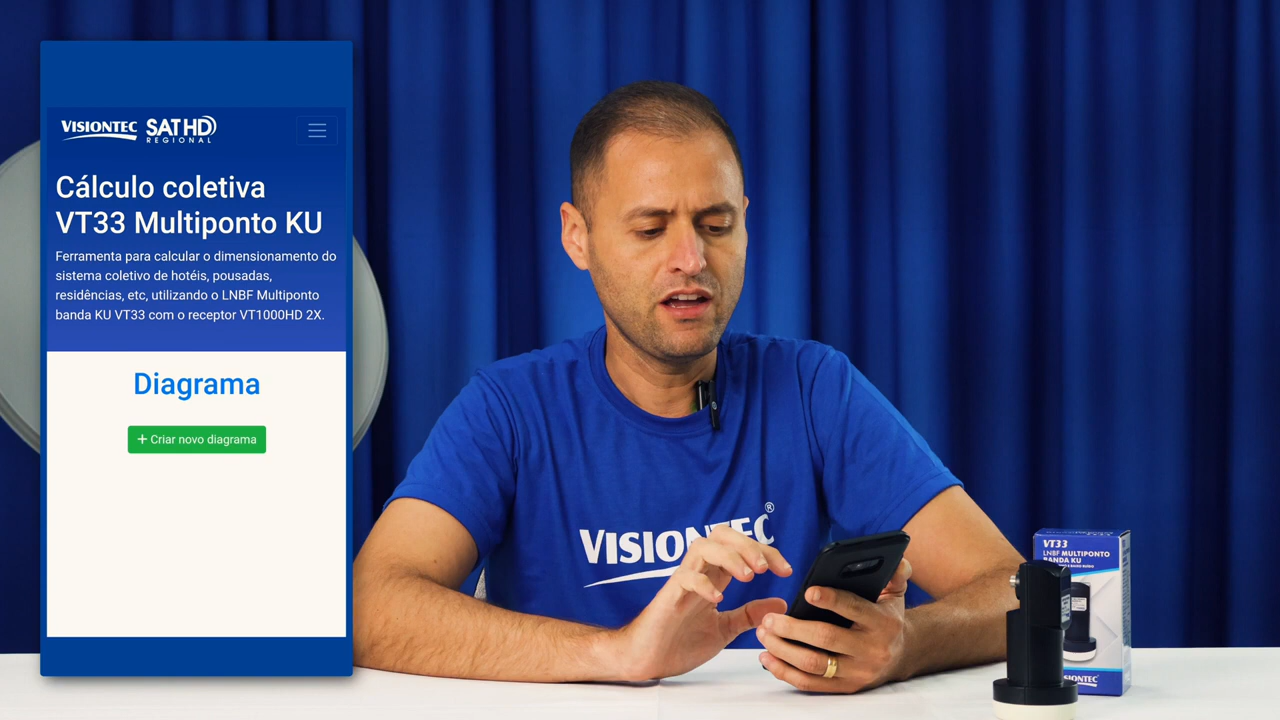 VISIONTEC SAT HD
REGIONAL
Cálculo coletiva
VT33 Multiponto KU
Ferramenta para calcular o dimensionamento do
sistema coletivo de hotéis, pousadas,
residências, etc, utilizando o LNBF Multiponto
banda KU VT33 com o receptor VT1000HD 2X.
Diagrama
+ Criar novo diagrama
VISIONTEC®
VT33
LNBF MULTIPONTO
BANDA KU